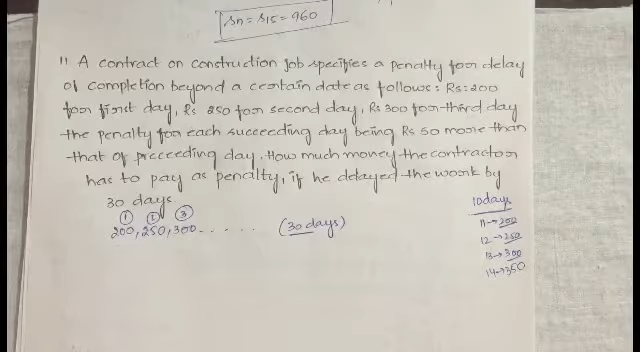 Sn = S15 = 960
11 A contract on construction job specifies a penalty for delay
of completion beyond a certain date as follows: Rs: 200
for first day, Rs 250 for second day, Rs 300 for third day
the penalty for each succeeding day being Rs 50 more than
that of preceeding day. How much money the contractor
has to pay as penalty, if he delayed the work by
30 days
① ② ③
200, 250, 300 ...... (30 days)
10 days
11→200
12→250
13→300
14→350